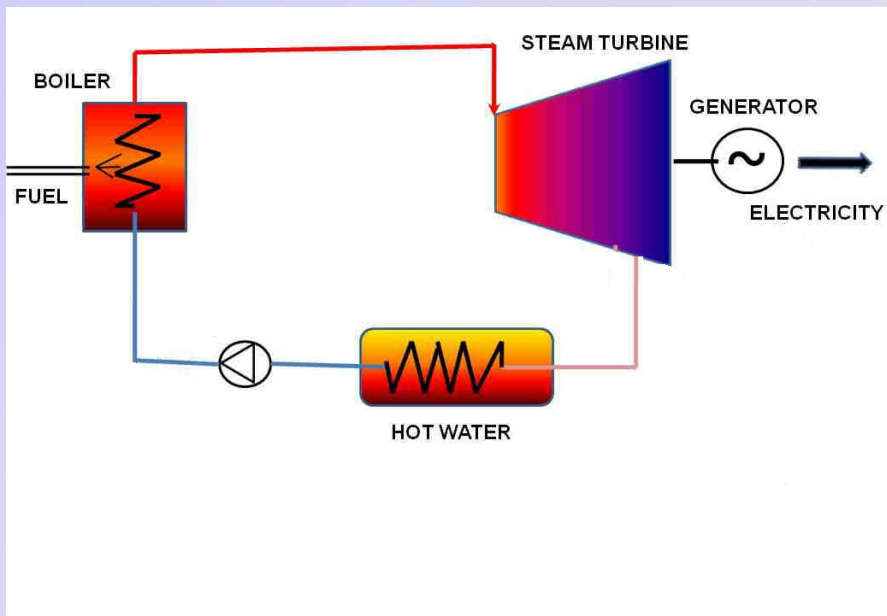 STEAM TURBINE
BOILER
GENERATOR
~
FUEL
ELECTRICITY
HOT WATER